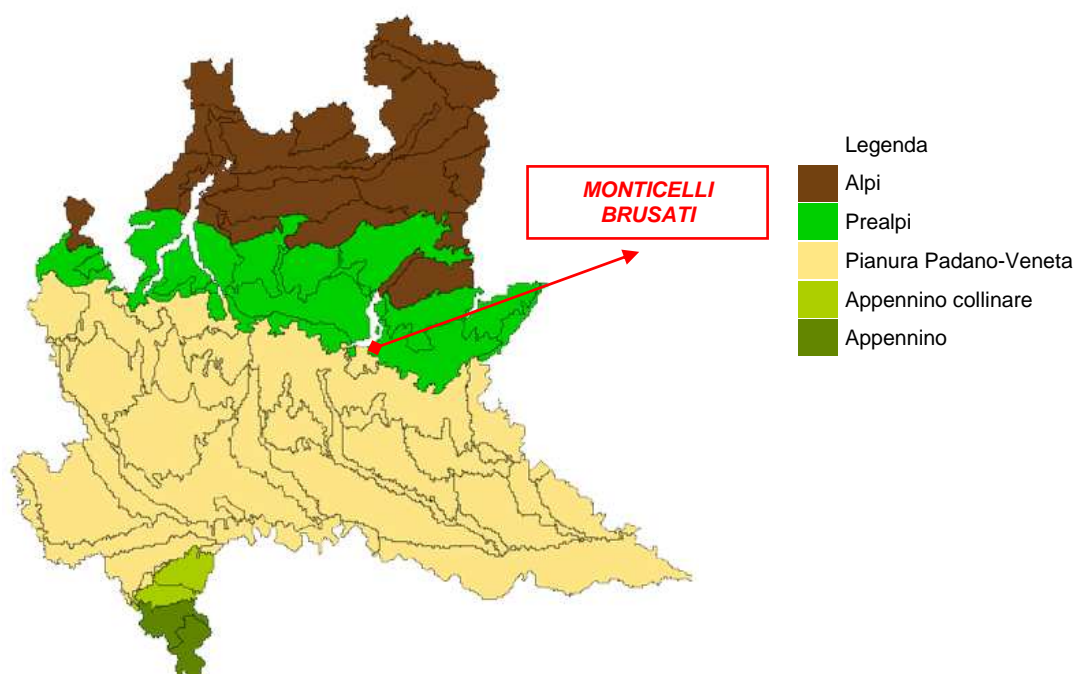 MONTICELLI
BRUSATI
Legenda
Alpi
Prealpi
Pianura Padano-Veneta
Appennino collinare
Appennino